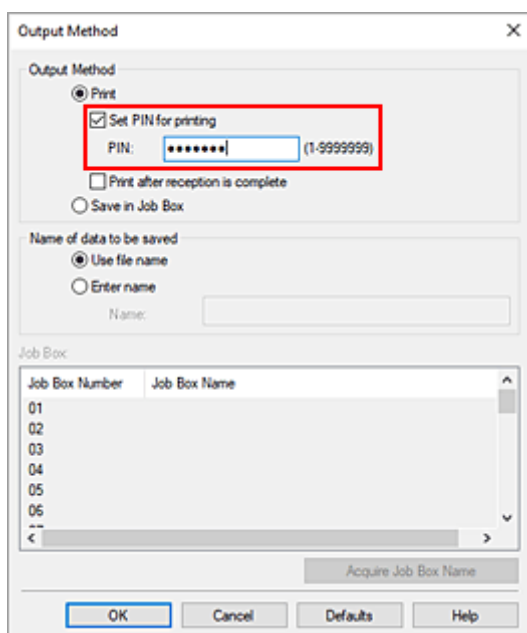 Output Method
Output Method
Print
Set PIN for printing
PIN: ●●●●●●● (1-9999999)
Print after reception is complete
Save in Job Box
Name of data to be saved
Use file name
Enter name
Name:
Job Box:
Job Box Number Job Box Name
01
02
03
04
05
06
Acquire Job Box Name
OK Cancel Defaults Help